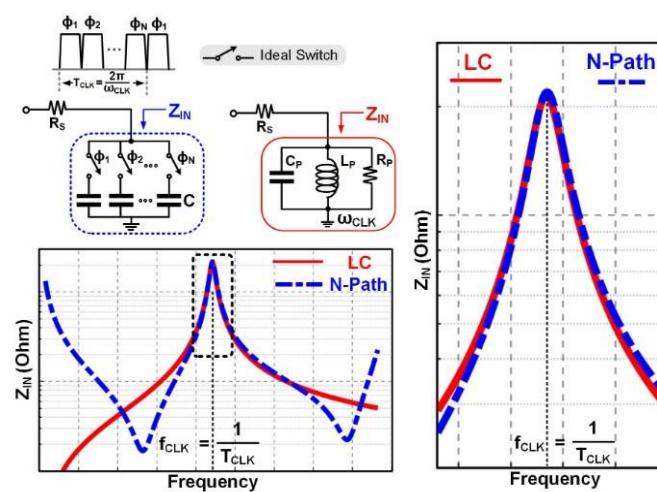 ϕ1 ϕ2 ... ϕN ϕ1
TCLK = 2π / ωCLK
Ideal Switch
RS
ZIN
ϕ1 ϕ2 ... ϕN
... C
RS
ZIN
CP LP RP
ωCLK
ZIN (Ohm)
LC
N-Path
fCLK = 1 / TCLK
Frequency
LC N-Path
ZIN (Ohm)
fCLK = 1 / TCLK
Frequency